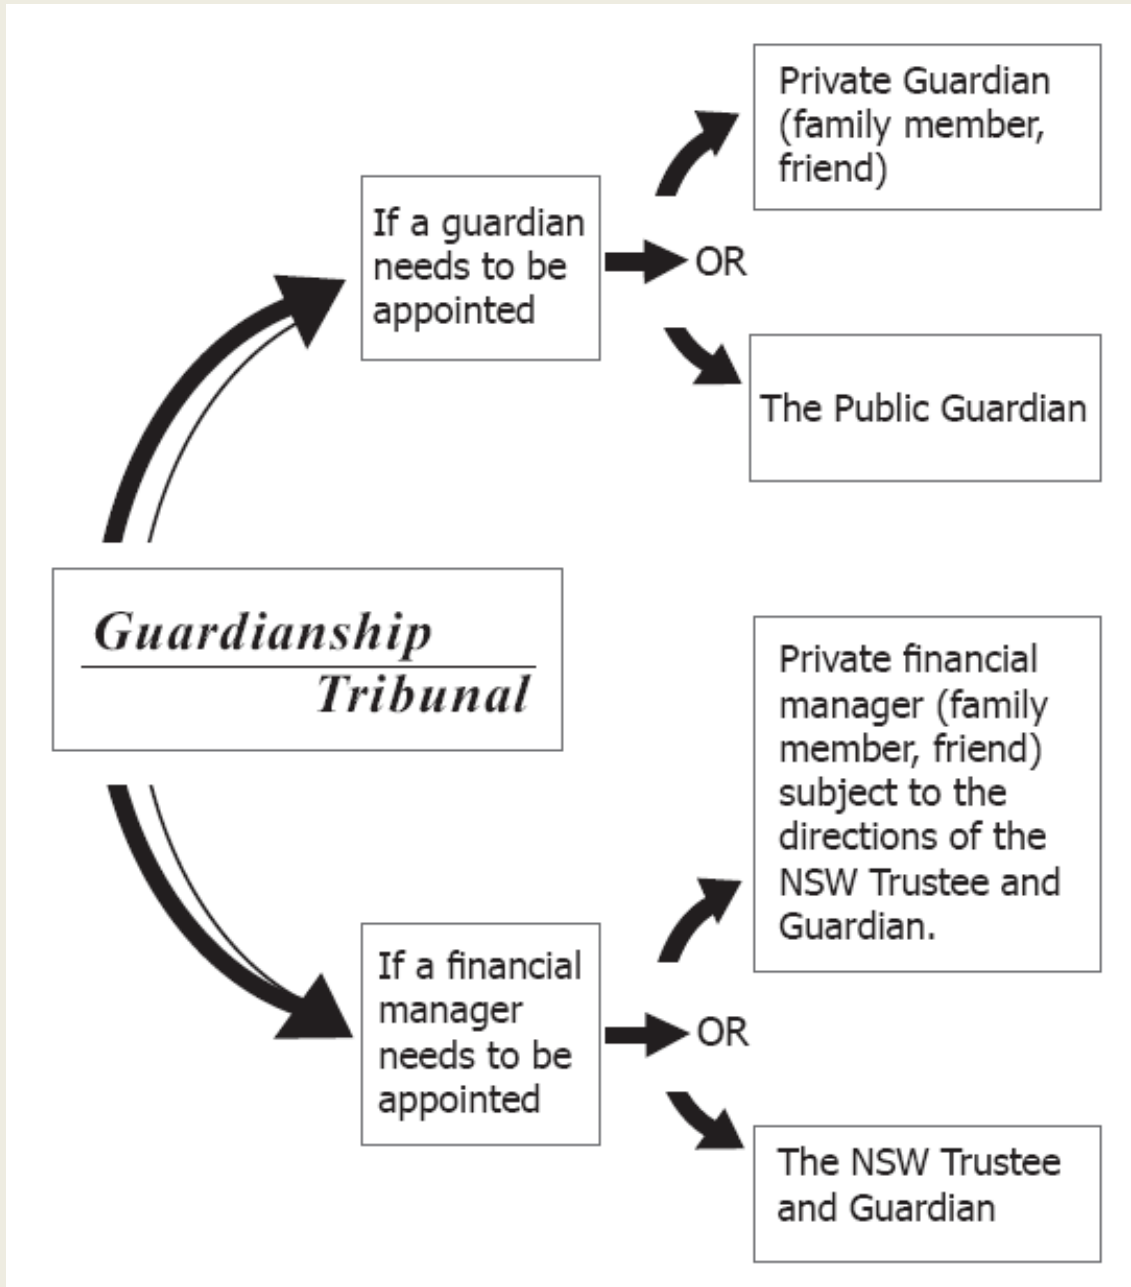 Private Guardian
(family member,
friend)
If a guardian
needs to be
appointed
OR
The Public Guardian
Guardianship
Tribunal
Private financial
manager (family
member, friend)
subject to the
directions of the
NSW Trustee and
Guardian.
If a financial
manager
needs to be
appointed
OR
The NSW Trustee
and Guardian